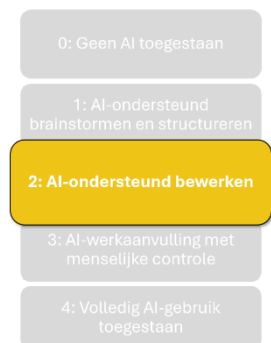 0: Geen AI toegestaan
1: AI-ondersteund
brainstormen en structureren
2: AI-ondersteund bewerken
3: AI-werkaanvulling met
menselijke controle
4: Volledig AI-gebruik
toegestaan